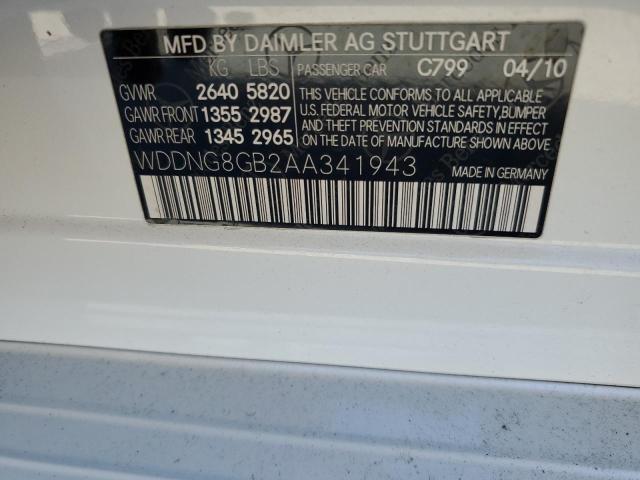 MFD BY DAIMLER AG STUTTGART
KG LBS PASSENGER CAR C799 04/10
GVWR 2640 5820
GAWR FRONT 1355 2987
GAWR REAR 1345 2965
THIS VEHICLE CONFORMS TO ALL APPLICABLE
U.S. FEDERAL MOTOR VEHICLE SAFETY,BUMPER
AND THEFT PREVENTION STANDARDS IN EFFECT
ON THE DATE OF MANUFACTURE SHOWN ABOVE
WDDNG8GB2AA341943 MADE IN GERMANY